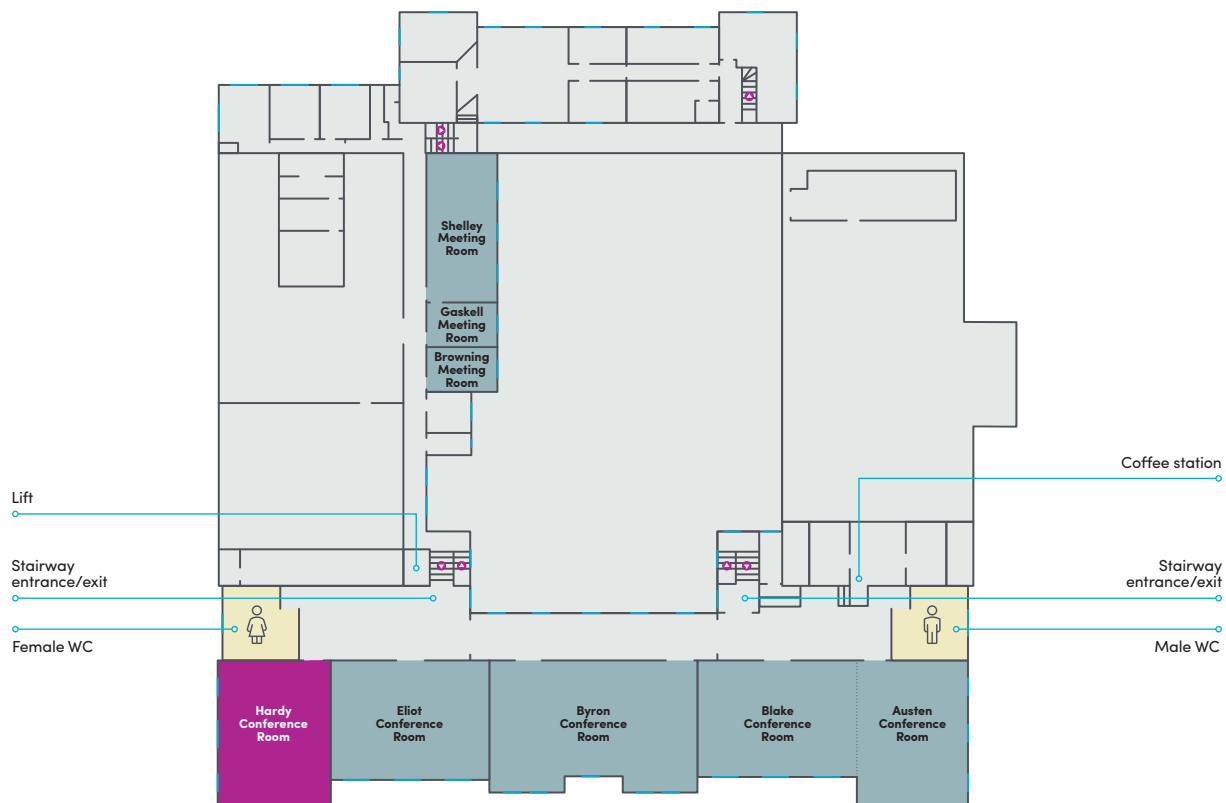 Shelley
Meeting
Room
Gaskell
Meeting
Room
Browning
Meeting
Room
Coffee station
Lift
Stairway
entrance/exit
Stairway
entrance/exit
Female WC
Male WC
Hardy
Conference
Room
Eliot
Conference
Room
Byron
Conference
Room
Blake
Conference
Room
Austen
Conference
Room